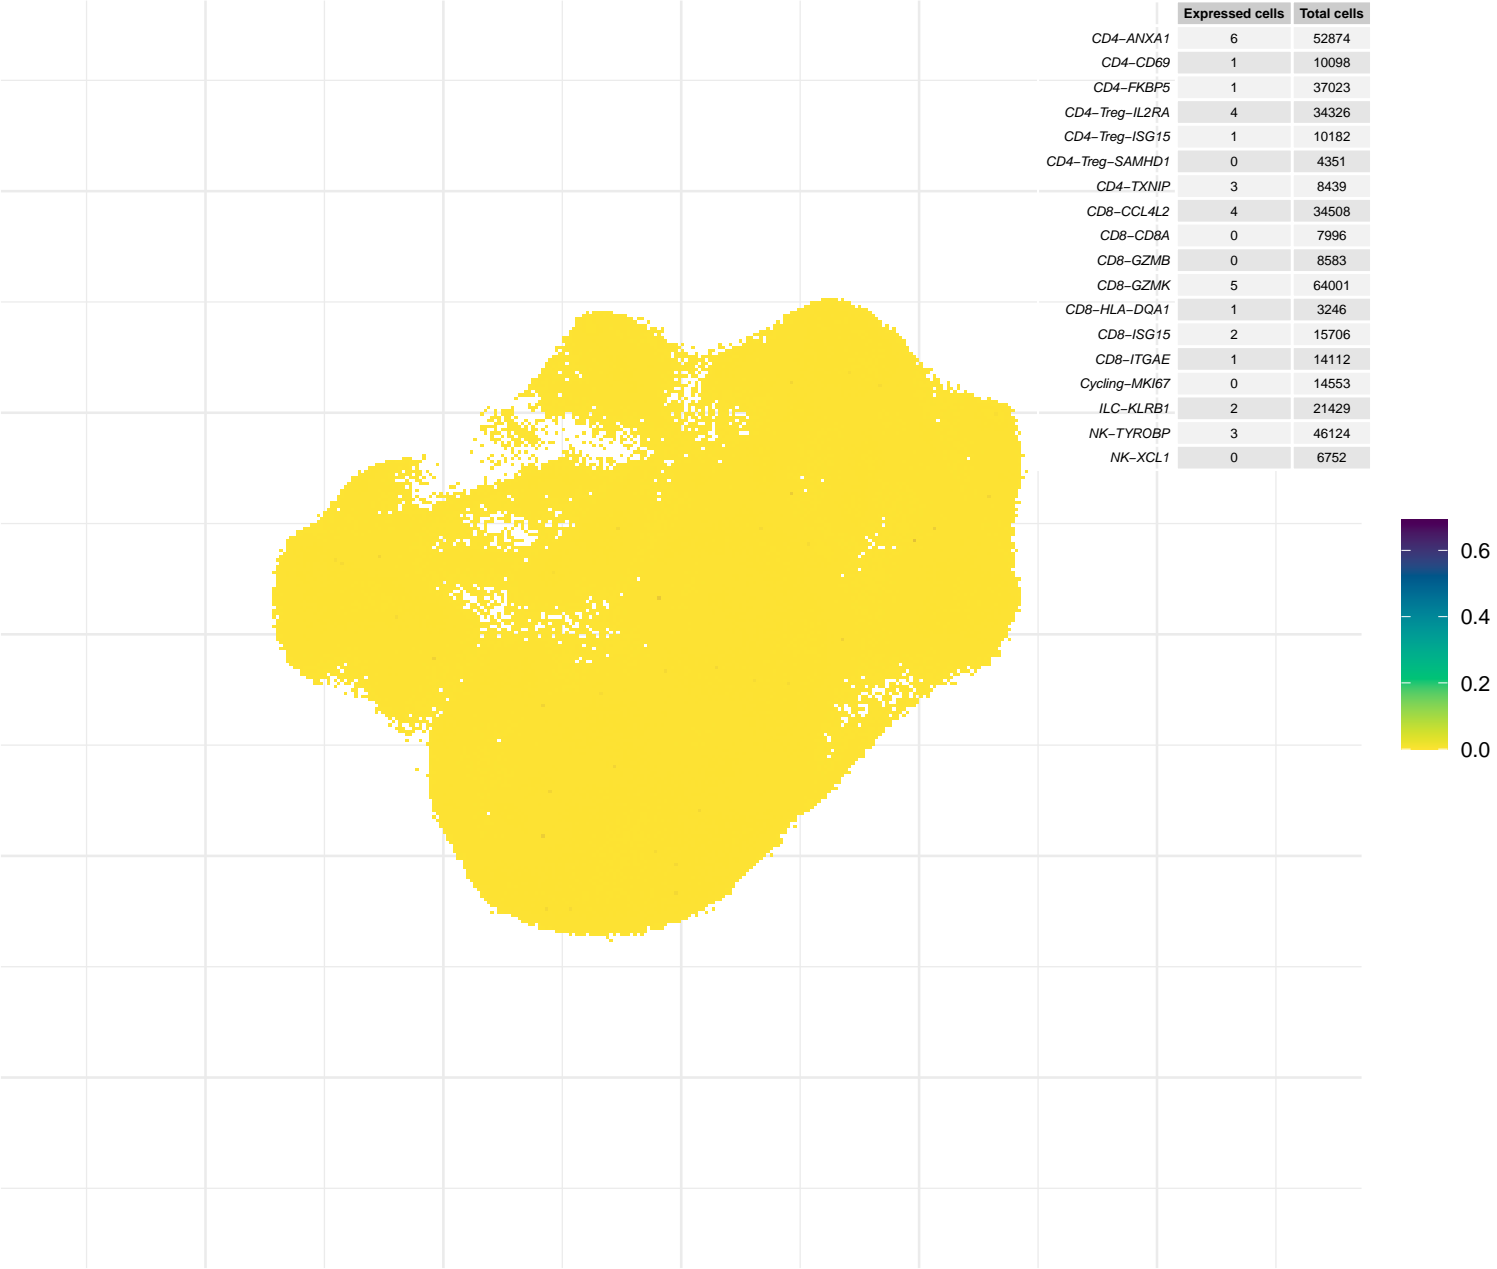 Expressed cells Total cells
CD4−ANXA1 6 52874
CD4−CD69 1 10098
CD4−FKBP5 1 37023
CD4−Treg−IL2RA 4 34326
CD4−Treg−ISG15 1 10182
CD4−Treg−SAMHD1 0 4351
CD4−TXNIP 3 8439
CD8−CCL4L2 4 34508
CD8−CD8A 0 7996
CD8−GZMB 0 8583
CD8−GZMK 5 64001
CD8−HLA−DQA1 1 3246
CD8−ISG15 2 15706
CD8−ITGAE 1 14112
Cycling−MKI67 0 14553
ILC−KLRB1 2 21429
NK−TYROBP 3 46124
NK−XCL1 0 6752
0.6
0.4
0.2
0.0